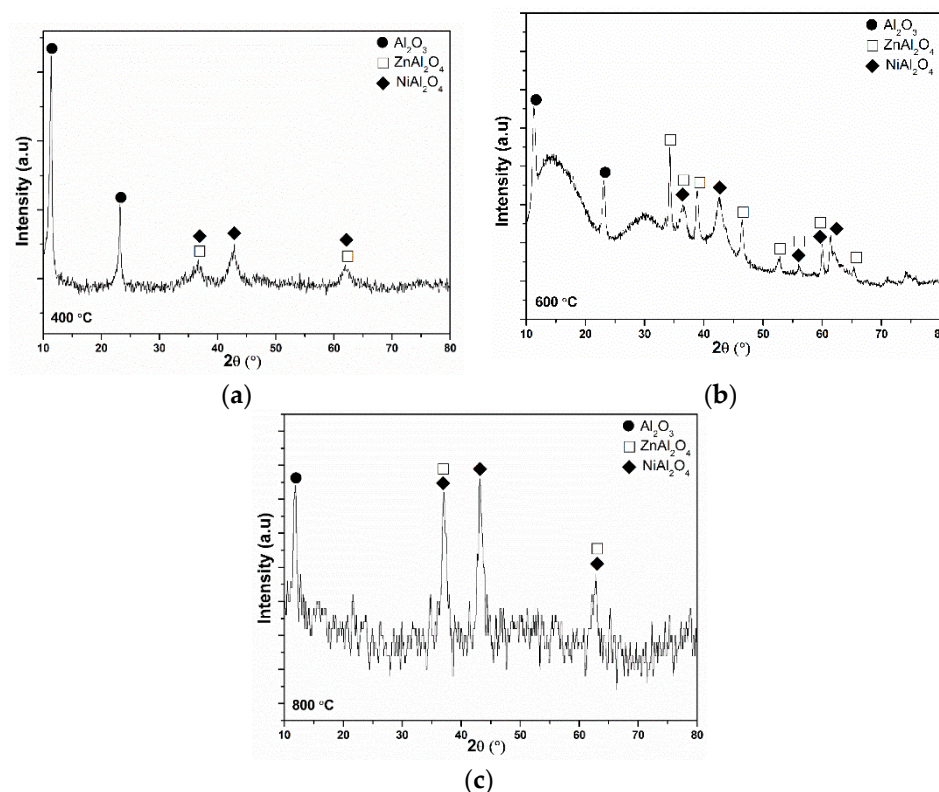 Al₂O₃
ZnAl₂O₄
NiAl₂O₄
Intensity (a.u)
400 °C
10 20 30 40 50 60 70 80
2θ (°)
(a)
Al₂O₃
ZnAl₂O₄
NiAl₂O₄
Intensity (a.u)
600 °C
10 20 30 40 50 60 70 80
2θ (°)
(b)
Al₂O₃
ZnAl₂O₄
NiAl₂O₄
Intensity (a.u)
800 °C
10 20 30 40 50 60 70 80
2θ (°)
(c)